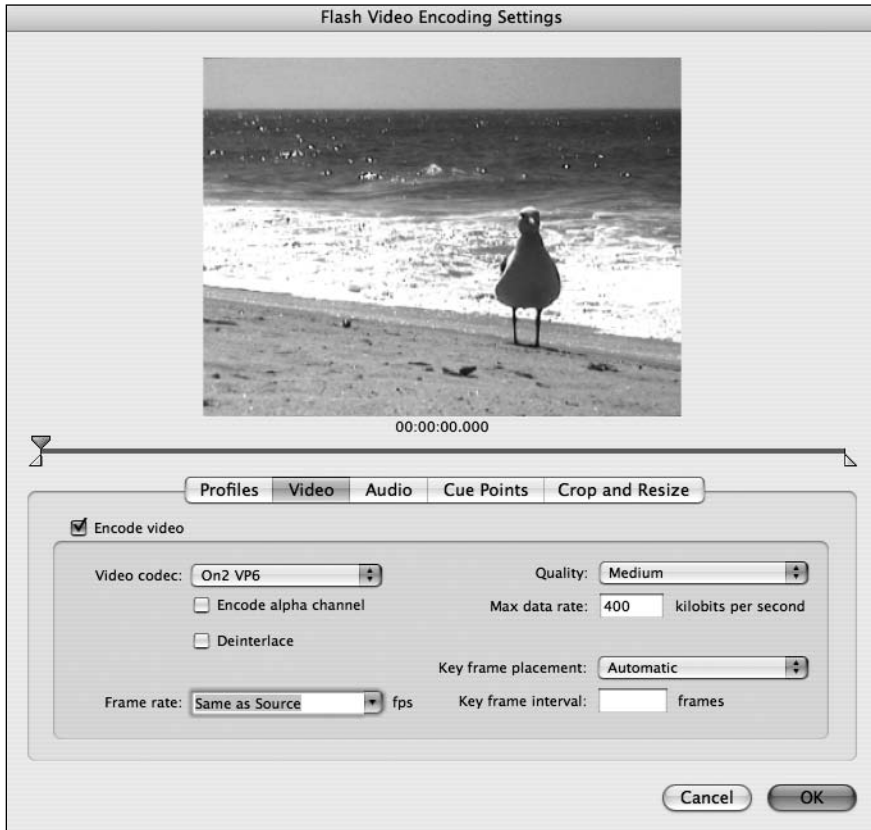 Flash Video Encoding Settings
00:00:00.000
Profiles Video Audio Cue Points Crop and Resize
Encode video
Video codec: On2 VP6 Quality: Medium
Encode alpha channel Max data rate: 400 kilobits per second
Deinterlace
Key frame placement: Automatic
Frame rate: Same as Source fps Key frame interval: frames
Cancel OK